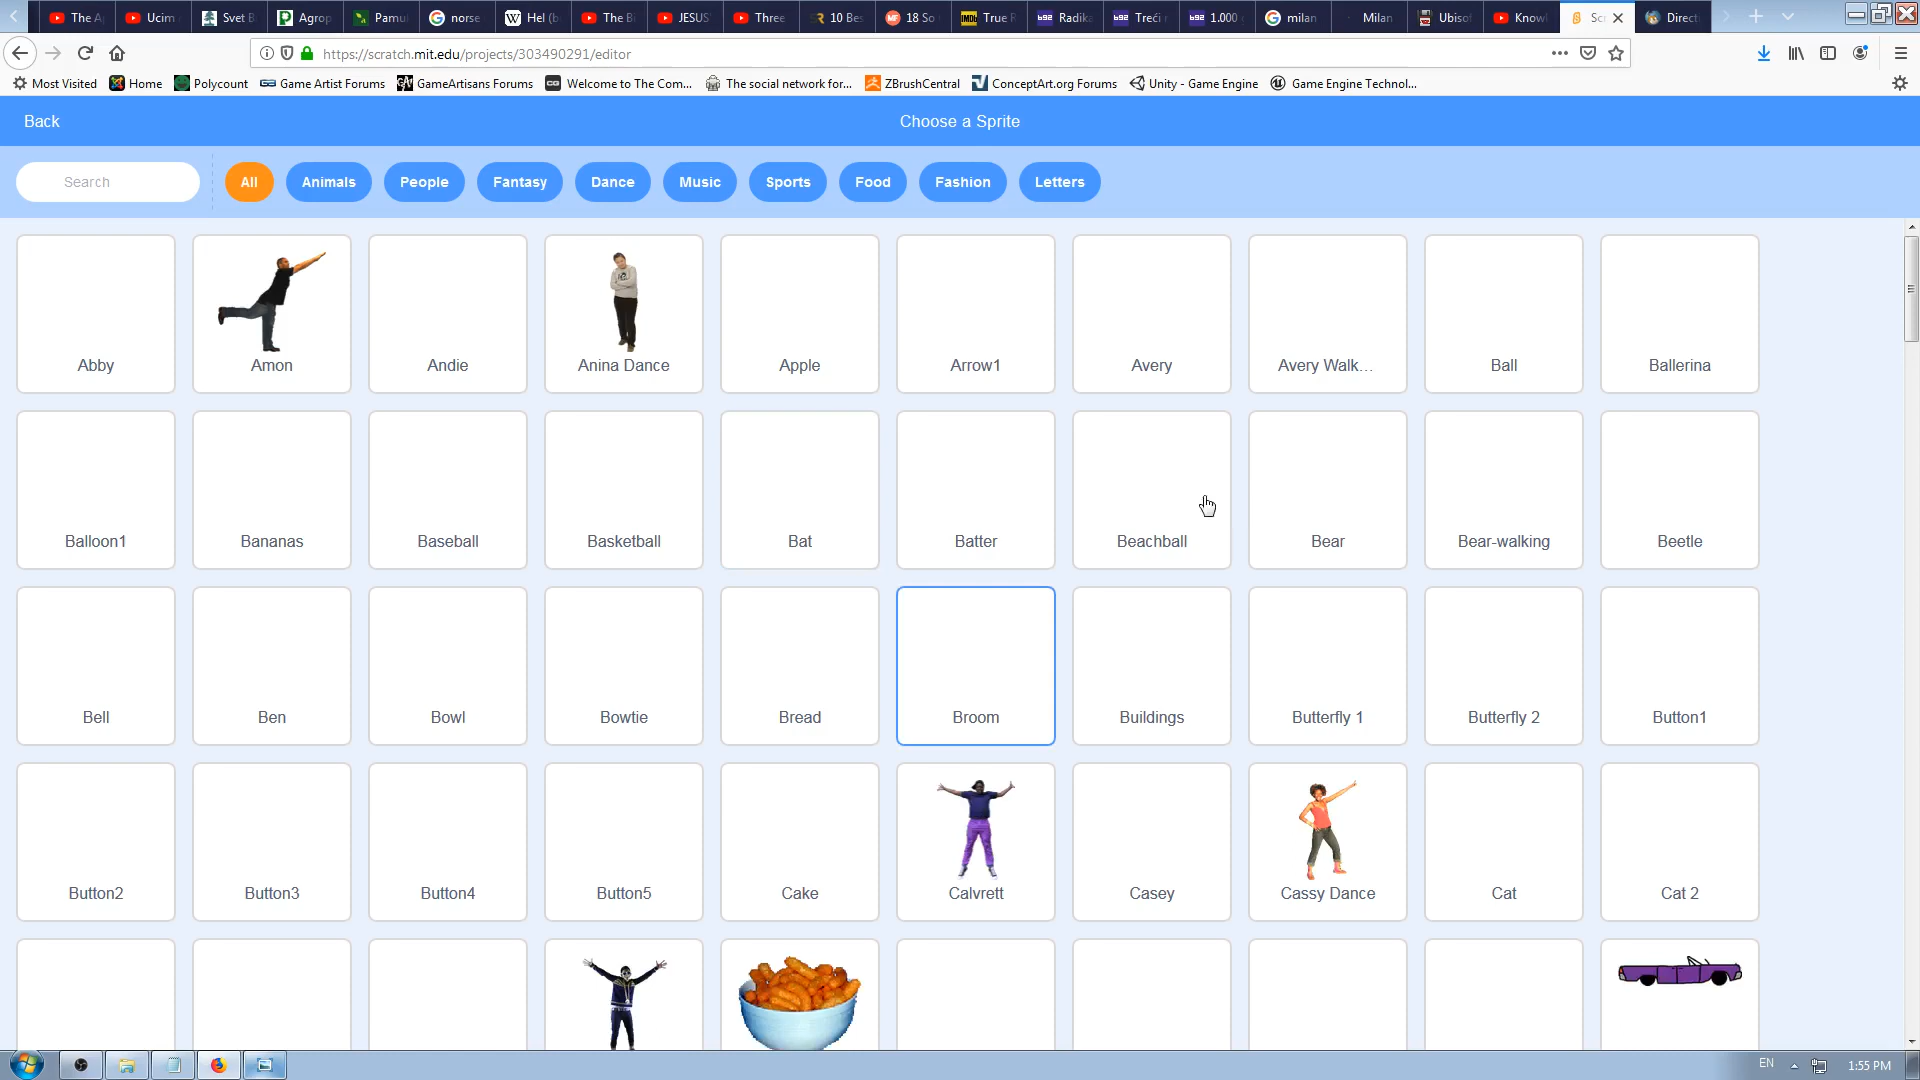 The A
Ucim
Svet B
Agrop
Pamu
norse
Hel (b
The Bi
JESUS
Three
10 Bes
18 So
True R
Radika
Treći r
1.000
milan
Milan
Ubisof
Knowl
Sc
Directi
https://scratch.mit.edu/projects/303490291/editor
Most Visited
Home
Polycount
Game Artist Forums
GameArtisans Forums
Welcome to The Com...
The social network for...
ZBrushCentral
ConceptArt.org Forums
Unity - Game Engine
Game Engine Technol...
Back
Choose a Sprite
Search
All
Animals
People
Fantasy
Dance
Music
Sports
Food
Fashion
Letters
Abby
Amon
Andie
Anina Dance
Apple
Arrow1
Avery
Avery Walk...
Ball
Ballerina
Balloon1
Bananas
Baseball
Basketball
Bat
Batter
Beachball
Bear
Bear-walking
Beetle
Bell
Ben
Bowl
Bowtie
Bread
Broom
Buildings
Butterfly 1
Butterfly 2
Button1
Button2
Button3
Button4
Button5
Cake
Calvrett
Casey
Cassy Dance
Cat
Cat 2
EN
1:55 PM